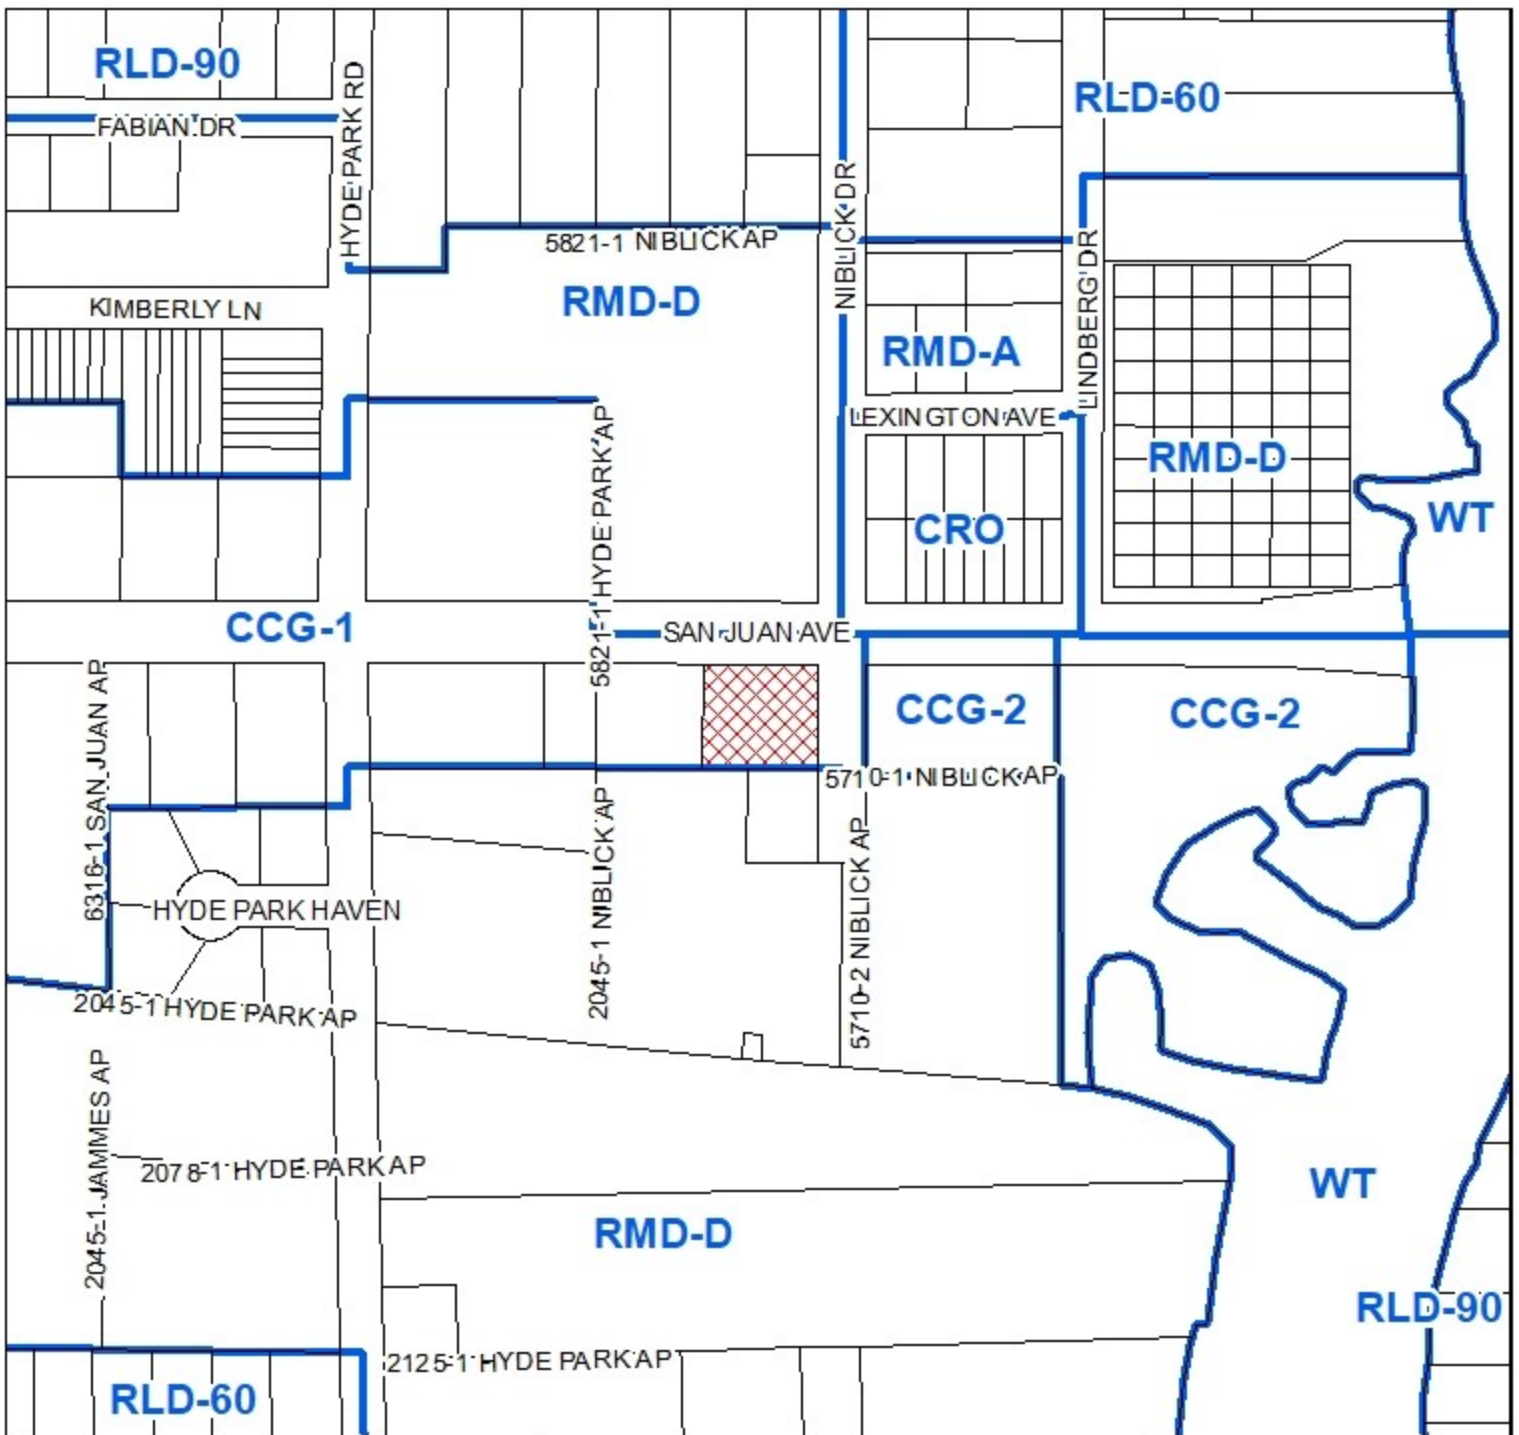 RLD-90
RLD-60
FABIAN DR
HYDE PARK RD
NIBLICK DR
5821-1 NIBLICK AP
LINDBERG DR
KIMBERLY LN
RMD-D
RMD-A
LEXINGTON AVE
RMD-D
5821-1 HYDE PARK AP
CRO
WT
CCG-1
SAN JUAN AVE
6316-1 SAN JUAN AP
CCG-2
CCG-2
5710-1 NIBLICK AP
2045-1 NIBLICK AP
5710-2 NIBLICK AP
HYDE PARK HAVEN
2045-1 HYDE PARK AP
2045-1 JAMMES AP
2078-1 HYDE PARK AP
WT
RMD-D
RLD-90
2125-1 HYDE PARK AP
RLD-60